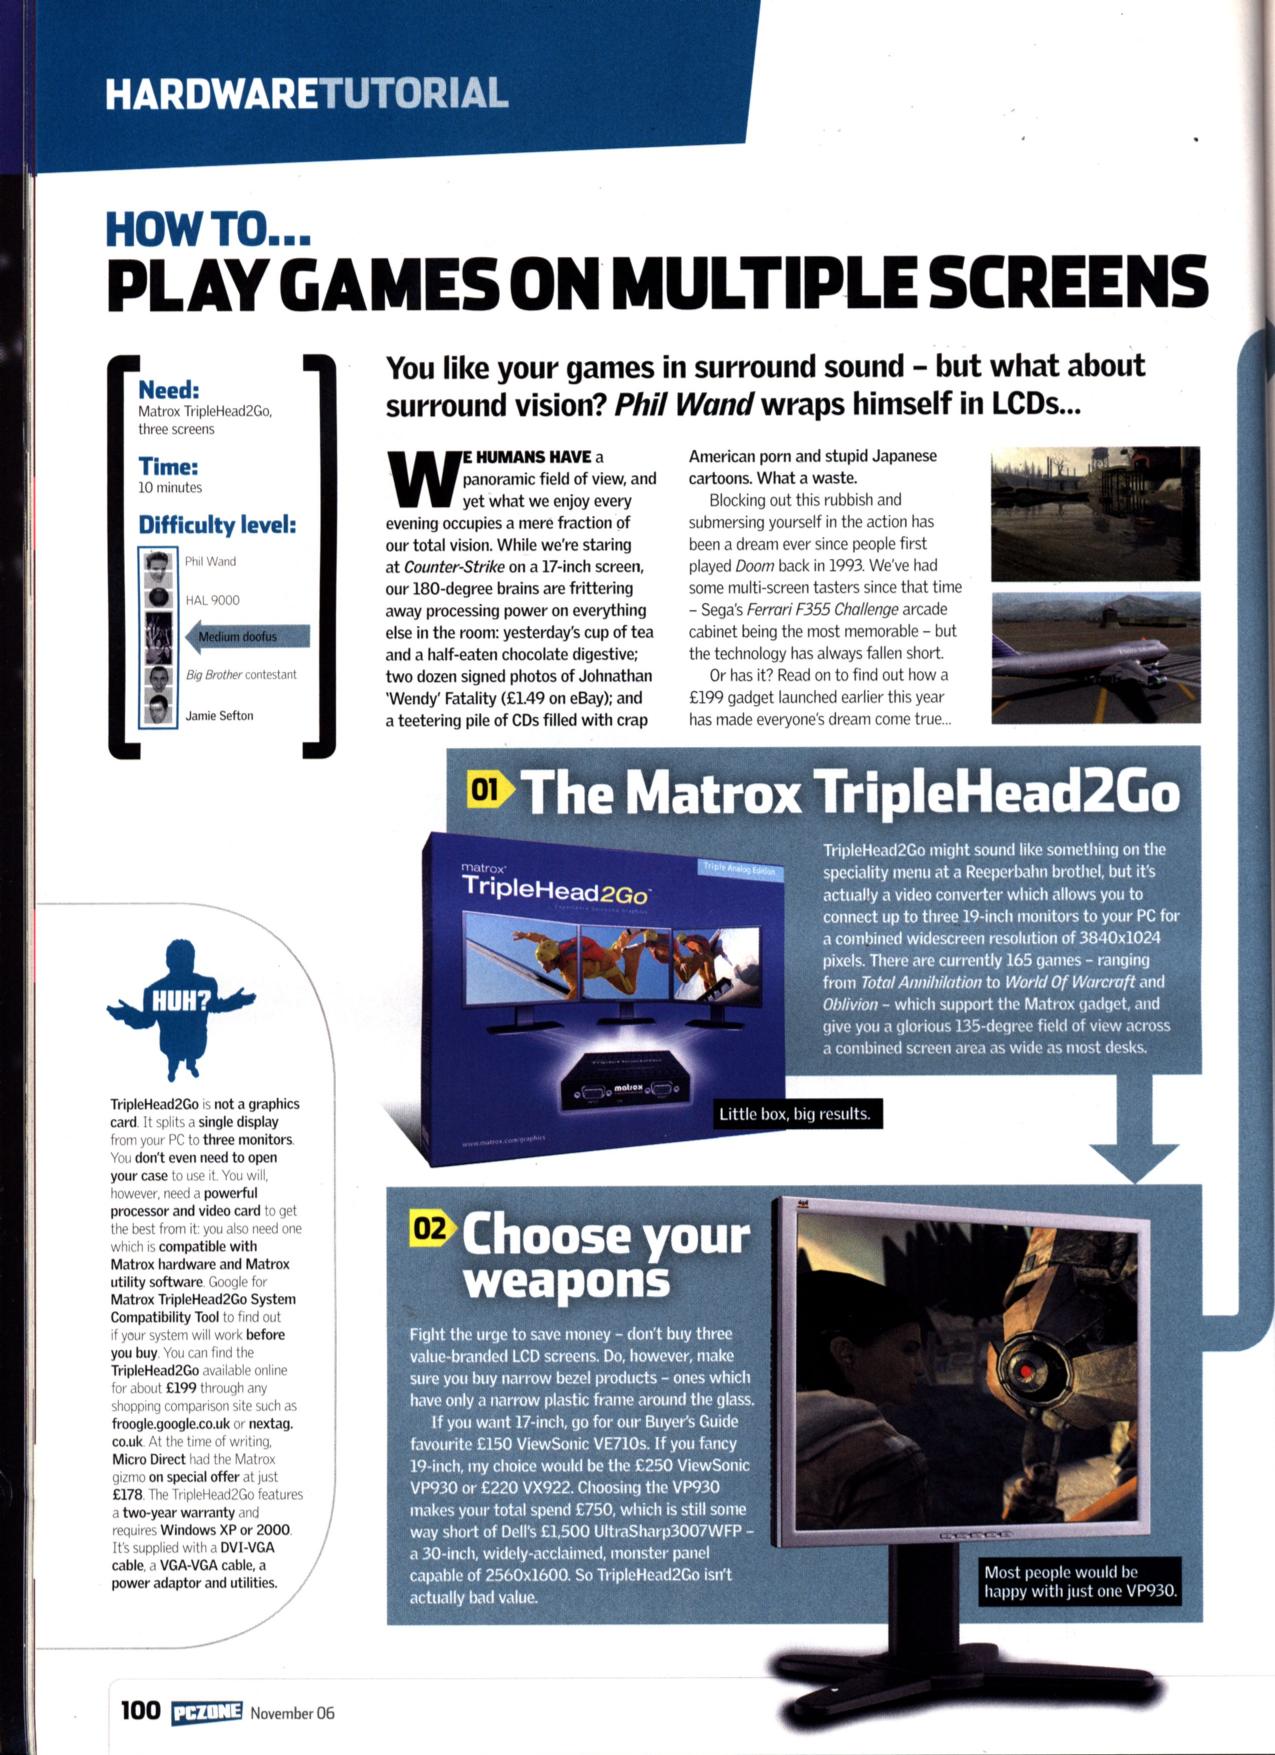 HARDWARETUTORIAL
HOW TO...
PLAY GAMES ON MULTIPLE SCREENS
Need:
Matrox TripleHead2Go,
three screens
Time:
10 minutes
Difficulty level:
Phil Wand
HAL 9000
Medium doofus
Big Brother contestant
Jamie Sefton
You like your games in surround sound – but what about
surround vision? Phil Wand wraps himself in LCDs...
WE HUMANS HAVE a
panoramic field of view, and
yet what we enjoy every
evening occupies a mere fraction of
our total vision. While we're staring
at Counter-Strike on a 17-inch screen,
our 180-degree brains are frittering
away processing power on everything
else in the room: yesterday's cup of tea
and a half-eaten chocolate digestive;
two dozen signed photos of Johnathan
'Wendy' Fatality (£1.49 on eBay); and
a teetering pile of CDs filled with crap
American porn and stupid Japanese
cartoons. What a waste.
Blocking out this rubbish and
submersing yourself in the action has
been a dream ever since people first
played Doom back in 1993. We've had
some multi-screen tasters since that time
– Sega's Ferrari F355 Challenge arcade
cabinet being the most memorable – but
the technology has always fallen short.
Or has it? Read on to find out how a
£199 gadget launched earlier this year
has made everyone's dream come true...
01 The Matrox TripleHead2Go
TripleHead2Go might sound like something on the
speciality menu at a Reeperbahn brothel, but it's
actually a video converter which allows you to
connect up to three 19-inch monitors to your PC for
a combined widescreen resolution of 3840x1024
pixels. There are currently 165 games – ranging
from Total Annihilation to World Of Warcraft and
Oblivion – which support the Matrox gadget, and
give you a glorious 135-degree field of view across
a combined screen area as wide as most desks.
matrox
Triple Analog Edition
TripleHead2Go™
matrox
www.matrox.com/graphics
Little box, big results.
HUH?
TripleHead2Go is not a graphics
card. It splits a single display
from your PC to three monitors.
You don't even need to open
your case to use it. You will,
however, need a powerful
processor and video card to get
the best from it: you also need one
which is compatible with
Matrox hardware and Matrox
utility software. Google for
Matrox TripleHead2Go System
Compatibility Tool to find out
if your system will work before
you buy. You can find the
TripleHead2Go available online
for about £199 through any
shopping comparison site such as
froogle.google.co.uk or nextag.
co.uk. At the time of writing,
Micro Direct had the Matrox
gizmo on special offer at just
£178. The TripleHead2Go features
a two-year warranty and
requires Windows XP or 2000.
It's supplied with a DVI-VGA
cable, a VGA-VGA cable, a
power adaptor and utilities.
02 Choose your
weapons
Fight the urge to save money – don't buy three
value-branded LCD screens. Do, however, make
sure you buy narrow bezel products – ones which
have only a narrow plastic frame around the glass.
If you want 17-inch, go for our Buyer's Guide
favourite £150 ViewSonic VE710s. If you fancy
19-inch, my choice would be the £250 ViewSonic
VP930 or £220 VX922. Choosing the VP930
makes your total spend £750, which is still some
way short of Dell's £1,500 UltraSharp3007WFP –
a 30-inch, widely-acclaimed, monster panel
capable of 2560x1600. So TripleHead2Go isn't
actually bad value.
Most people would be
happy with just one VP930.
100 PCZONE November 06